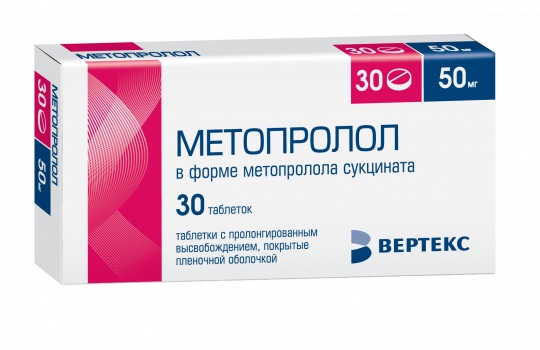 30 50 мг
30 50 мг
МЕТОПРОЛОЛ
в форме метопролола сукцината
30 таблеток
таблетки с пролонгированным
высвобождением, покрытые
пленочной оболочкой
ВЕРТЕКС
МЕТОПРОЛОЛ
30 50 мг